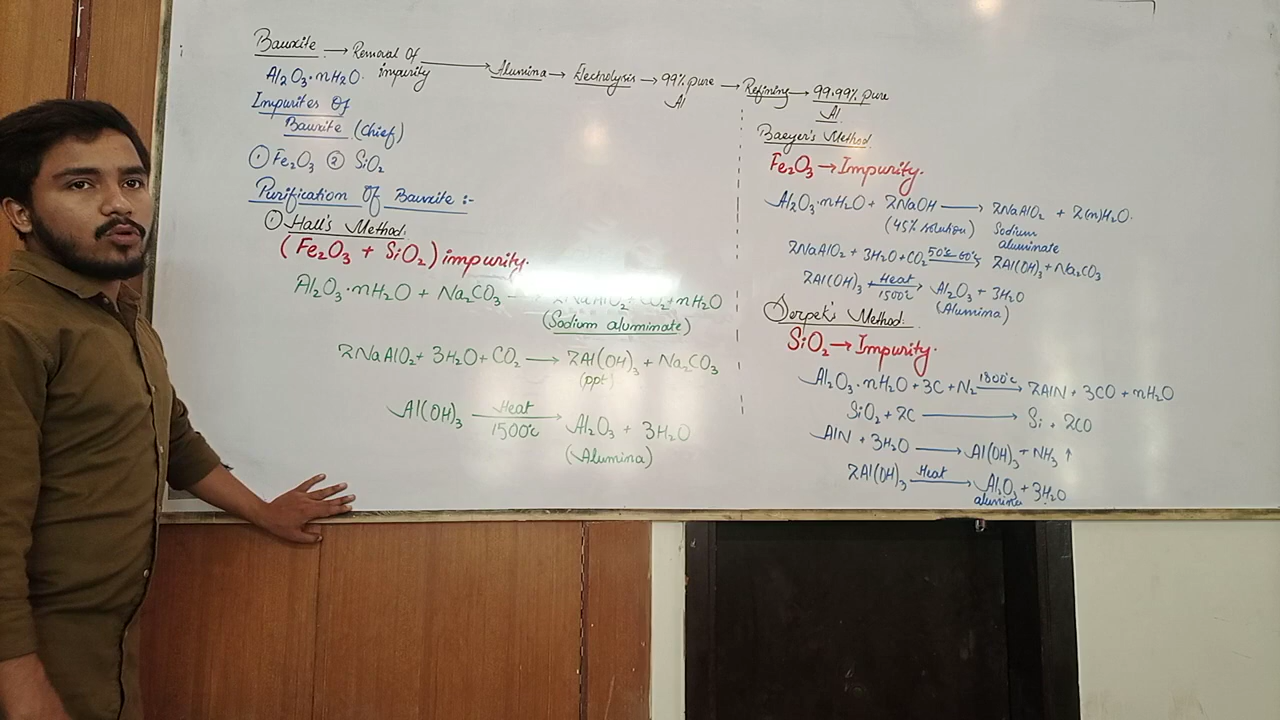 Bauxite → Removal Of impurity → Alumina → Electrolysis → 99% pure Al → Refining → 99.99% pure Al
Al₂O₃·nH₂O
Impurites Of
Bauxite (Chief)
① Fe₂O₃ ② SiO₂
Purification Of Bauxite :-
① Hall's Method.
(Fe₂O₃ + SiO₂) impurity.
Al₂O₃·nH₂O + Na₂CO₃ → 2NaAlO₂ + CO₂ + nH₂O
(Sodium aluminate)
2NaAlO₂ + 3H₂O + CO₂ → 2Al(OH)₃ + Na₂CO₃
(ppt)
Al(OH)₃ Heat 1500°c → Al₂O₃ + 3H₂O
(Alumina)
Baeyer's Method.
Fe₂O₃ → Impurity.
Al₂O₃·nH₂O + 2NaOH → 2NaAlO₂ + 2(n)H₂O.
(45% solution) Sodium
aluminate
2NaAlO₂ + 3H₂O + CO₂ 50°c-60°c → 2Al(OH)₃ + Na₂CO₃
2Al(OH)₃ Heat 1500°c → Al₂O₃ + 3H₂O
(Alumina)
Serpek's Method.
SiO₂ → Impurity.
Al₂O₃·nH₂O + 3C + N₂ 1800°c → 2AlN + 3CO + nH₂O
SiO₂ + 2C → Si + 2CO
AlN + 3H₂O → Al(OH)₃ + NH₃ ↑
2Al(OH)₃ Heat → Al₂O₃ + 3H₂O
alumina